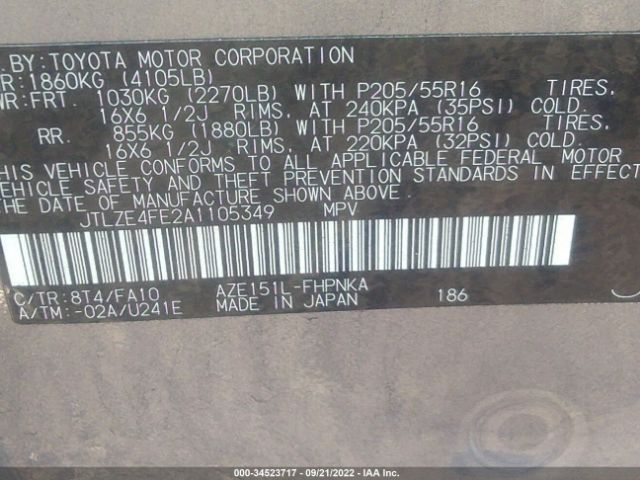 . BY: TOYOTA MOTOR CORPORATION
R: 1860KG (4105LB)
WR: FRT. 1030KG (2270LB) WITH P205/55R16 TIRES,
16X6 1/2J RIMS, AT 240KPA (35PSI) COLD.
RR. 855KG (1880LB) WITH P205/55R16 TIRES,
16X6 1/2J RIMS, AT 220KPA (32PSI) COLD.
HIS VEHICLE CONFORMS TO ALL APPLICABLE FEDERAL MOTOR
VEHICLE SAFETY AND THEFT PREVENTION STANDARDS IN EFFECT
THE DATE OF MANUFACTURE SHOWN ABOVE.
JTLZE4FE2A1105349 MPV
C/TR: 8T4/FA10 AZE151L-FHPNKA 186
A/TM: -02A/U241E MADE IN JAPAN
000-34523717 - 09/21/2022 - IAA Inc.